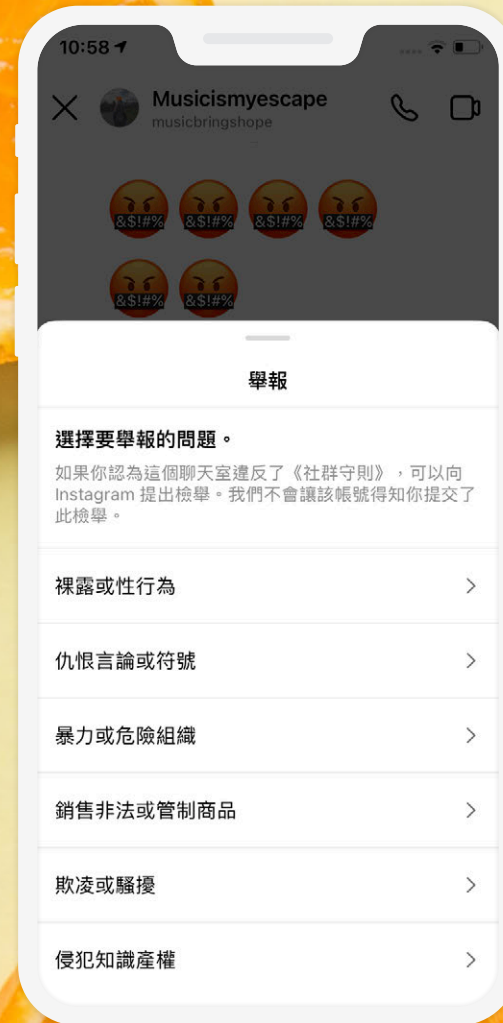 10:58
Musicismyescape
musicbringshope
&$!#% &$!#% &$!#% &$!#%
&$!#% &$!#%
舉報
選擇要舉報的問題。
如果你認為這個聊天室違反了《社群守則》，可以向
Instagram 提出檢舉。我們不會讓該帳號得知你提交了
此檢舉。
裸露或性行為
仇恨言論或符號
暴力或危險組織
銷售非法或管制商品
欺凌或騷擾
侵犯知識產權